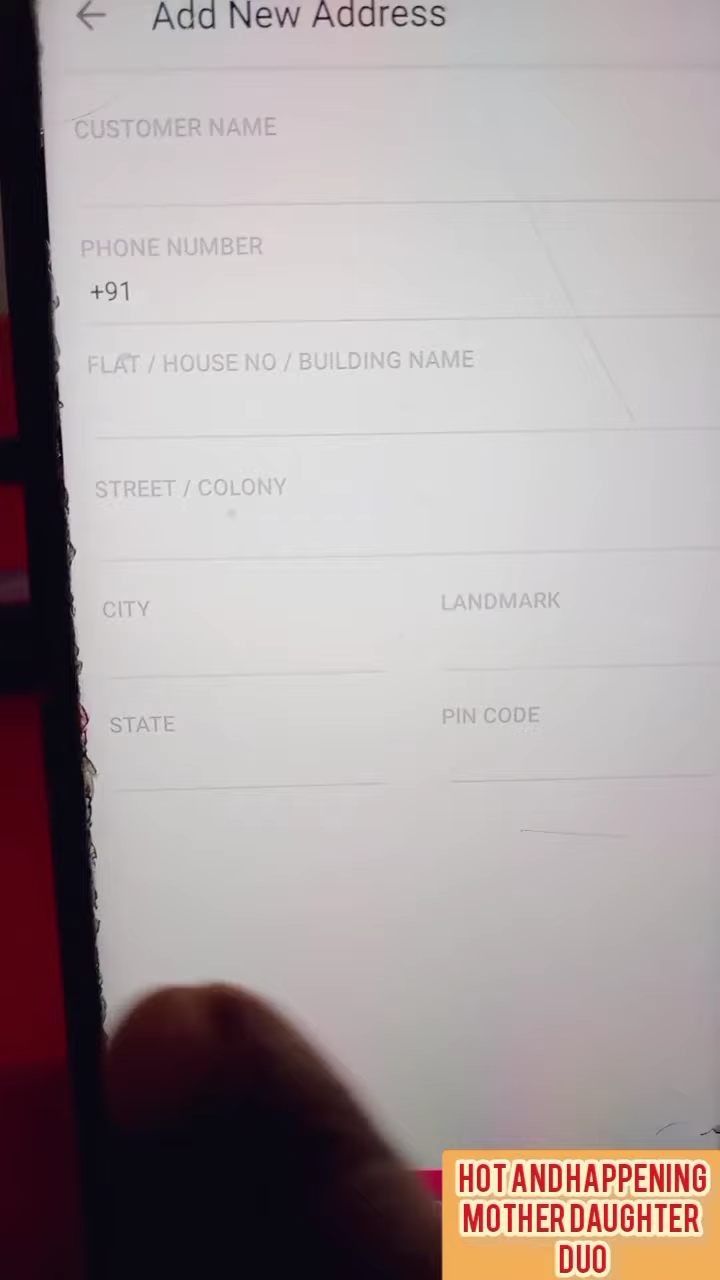 Add New Address
CUSTOMER NAME
PHONE NUMBER
+91
FLAT / HOUSE NO / BUILDING NAME
STREET / COLONY
CITY
LANDMARK
STATE
PIN CODE
HOT AND HAPPENING
MOTHER DAUGHTER
DUO